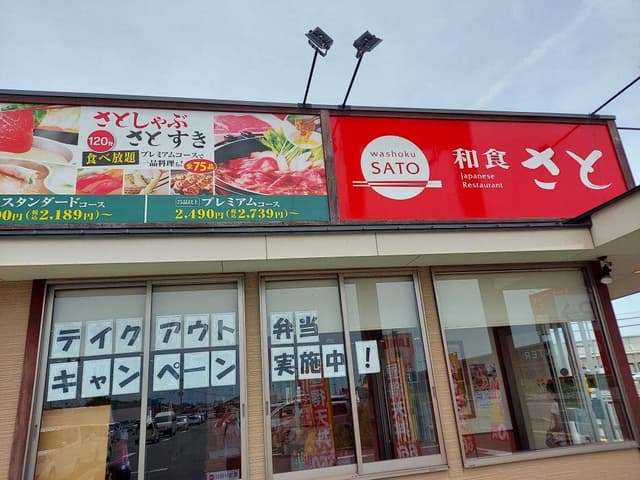 さとしゃぶ
さとすき
120分
食べ放題
プレミアムコースで
一品料理も!
全75品
スタンダードコース
2,189円
プレミアムコース
2,490円(税込2,739円)~
washoku
SATO
和食 さと
Japanese
Restaurant
テイクアウト 弁当
キャンペーン 実施中!